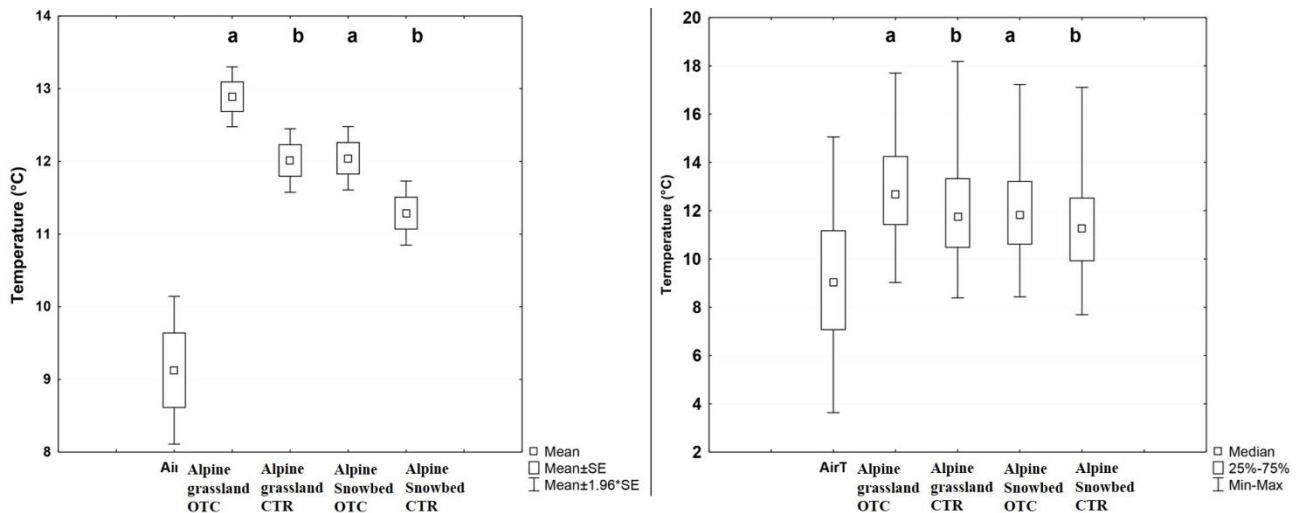 14
13
12
11
10
9
8
Temperature (°C)
a b a b
Air Alpine grassland OTC Alpine grassland CTR Alpine Snowbed OTC Alpine Snowbed CTR
Mean
Mean±SE
Mean±1.96*SE
20
18
16
14
12
10
8
6
4
2
Termperature (°C)
a b a b
AirT Alpine grassland OTC Alpine grassland CTR Alpine Snowbed OTC Alpine Snowbed CTR
Median
25%-75%
Min-Max